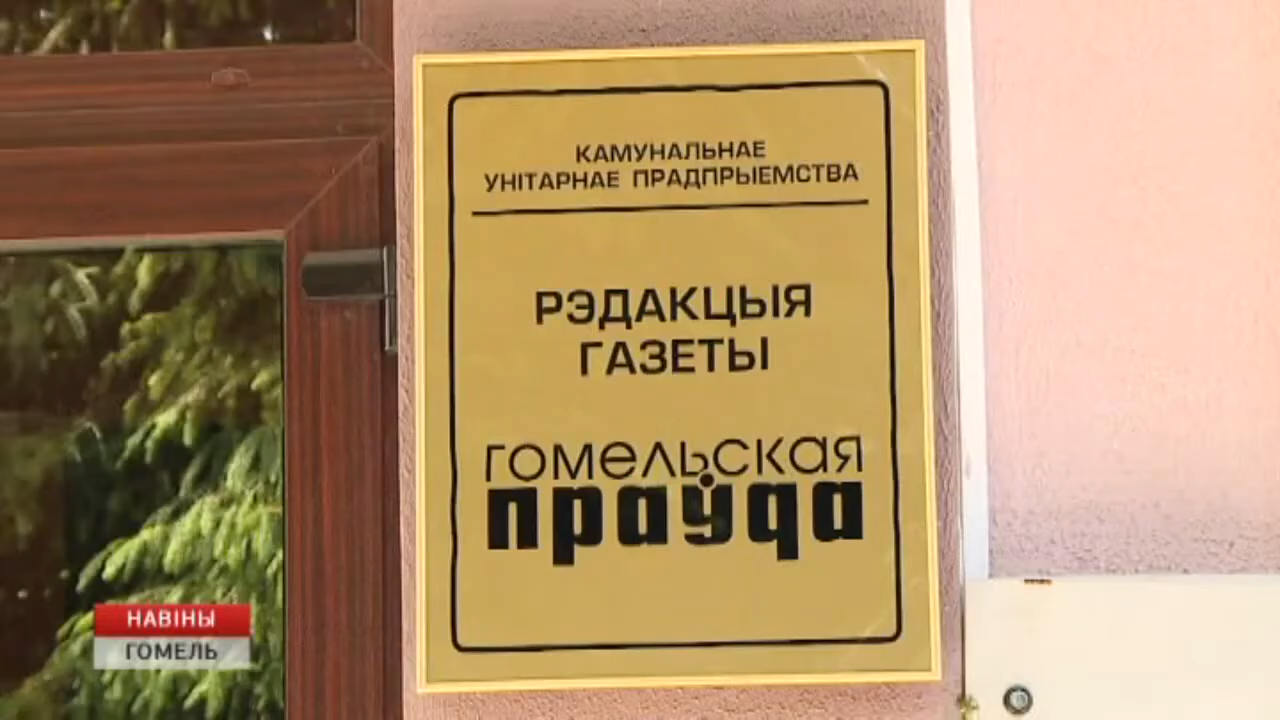 КАМУНАЛЬНАЕ
УНІТАРНАЕ ПРАДПРЫЕМСТВА
РЭДАКЦЫЯ
ГАЗЕТЫ
гомельская
праўда
НАВІНЫ
ГОМЕЛЬ